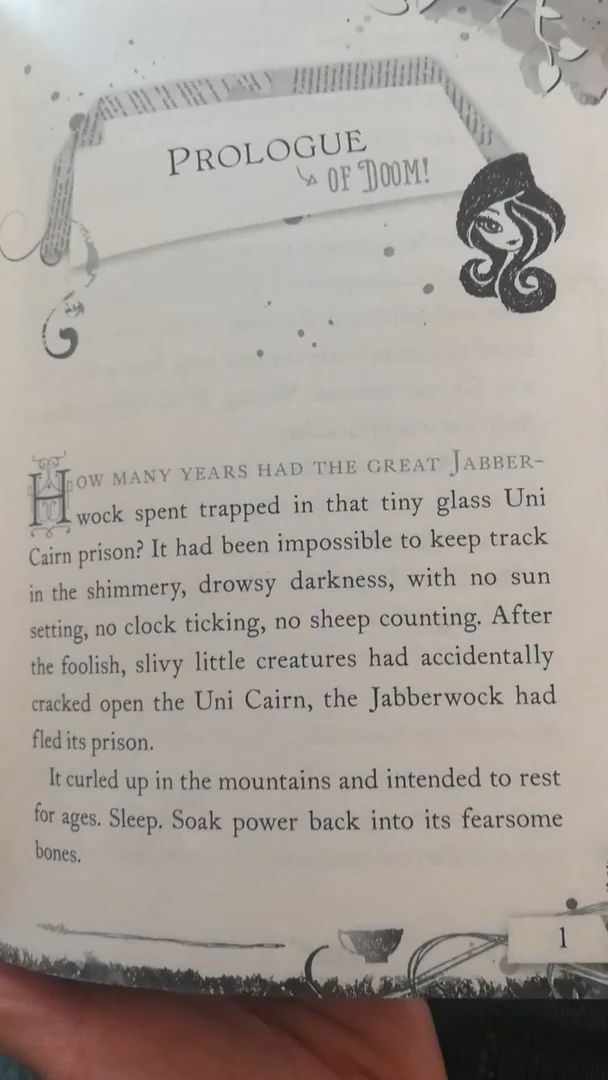 PROLOGUE
OF DOOM!
HOW MANY YEARS HAD THE GREAT JABBER-
wock spent trapped in that tiny glass Uni
Cairn prison? It had been impossible to keep track
in the shimmery, drowsy darkness, with no sun
setting, no clock ticking, no sheep counting. After
the foolish, slivy little creatures had accidentally
cracked open the Uni Cairn, the Jabberwock had
fled its prison.
It curled up in the mountains and intended to rest
for ages. Sleep. Soak power back into its fearsome
bones.
1